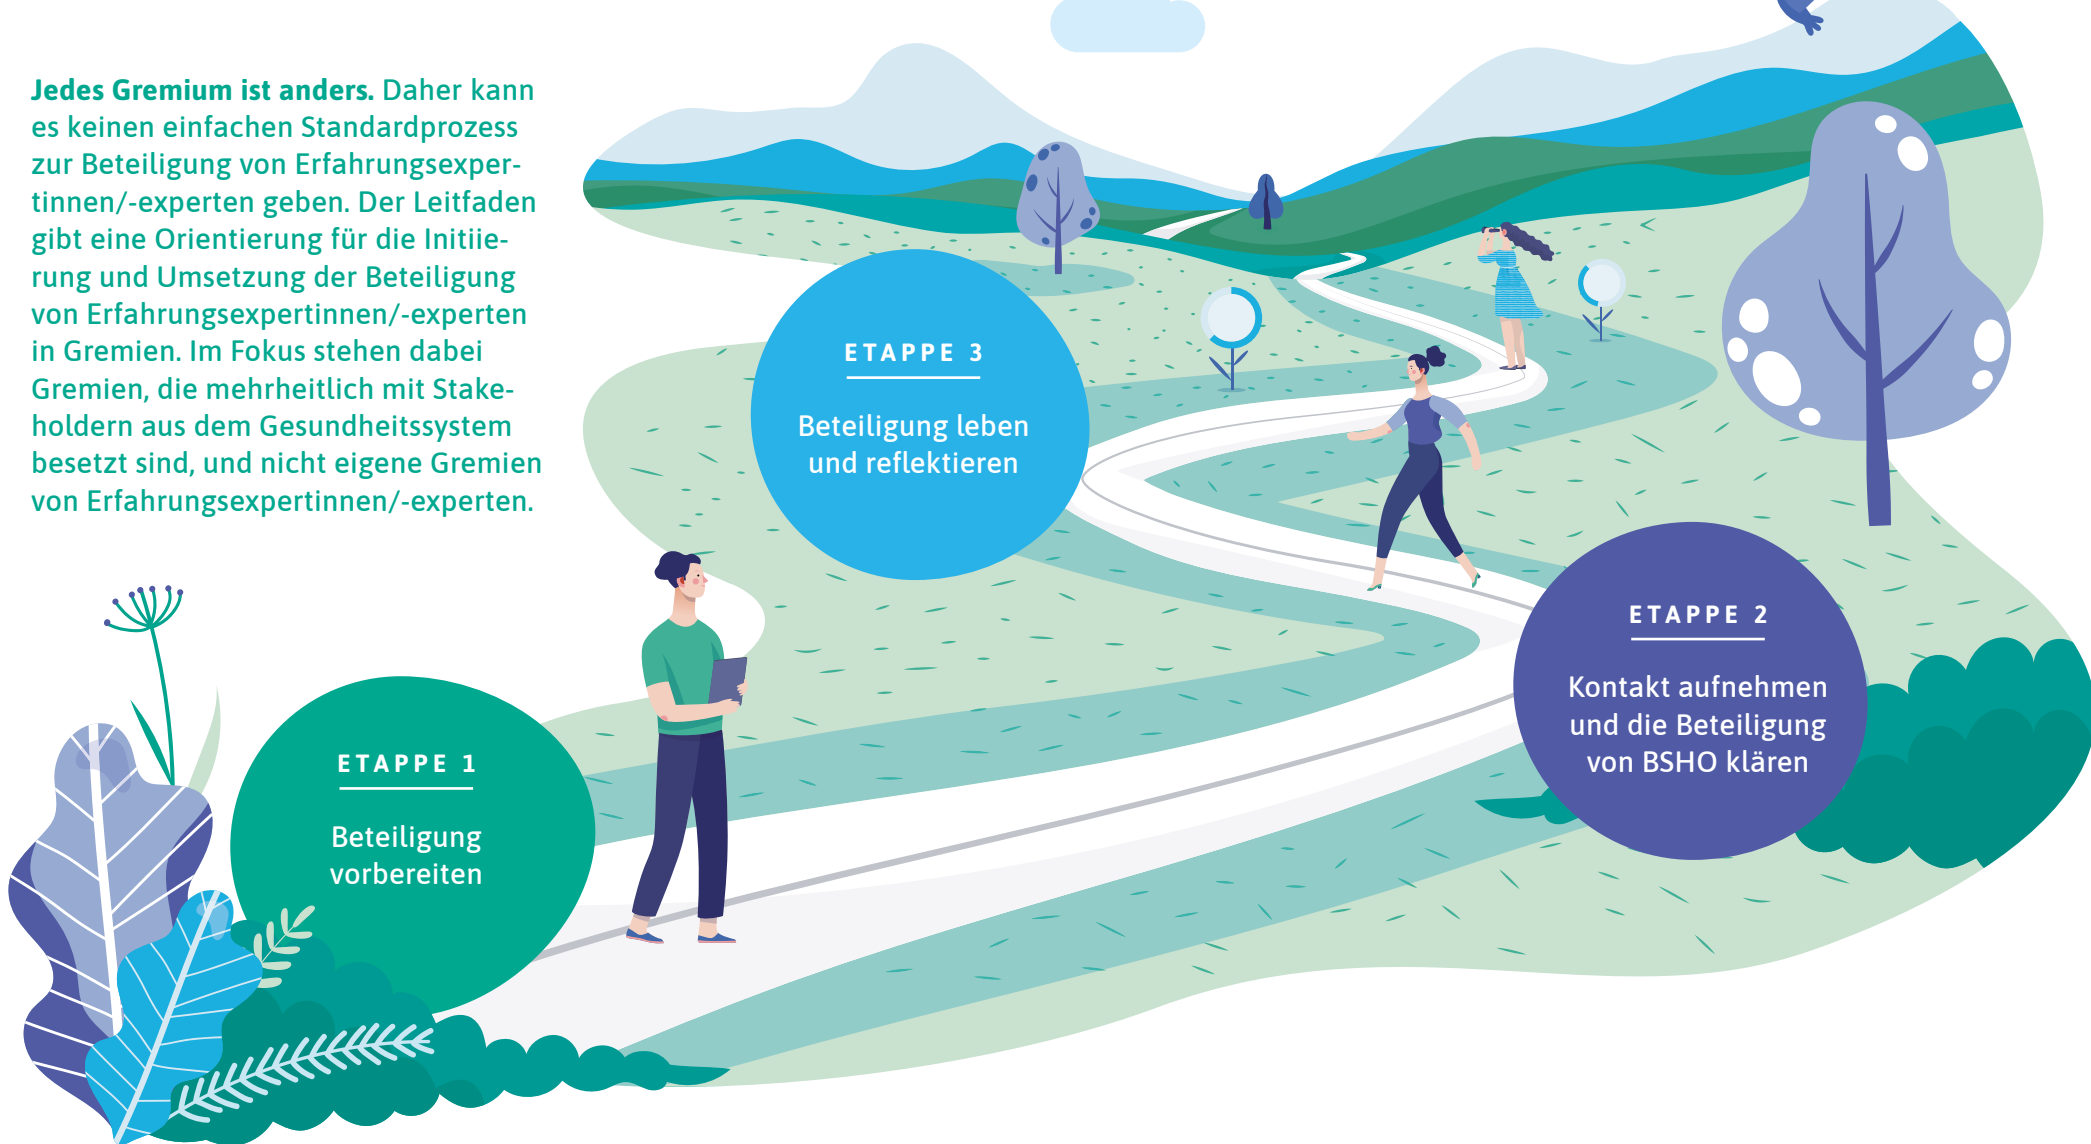 Jedes Gremium ist anders. Daher kann
es keinen einfachen Standardprozess
zur Beteiligung von Erfahrungsexper-
tinnen/-experten geben. Der Leitfaden
gibt eine Orientierung für die Initiie-
rung und Umsetzung der Beteiligung
von Erfahrungsexpertinnen/-experten
in Gremien. Im Fokus stehen dabei
Gremien, die mehrheitlich mit Stake-
holdern aus dem Gesundheitssystem
besetzt sind, und nicht eigene Gremien
von Erfahrungsexpertinnen/-experten.
ETAPPE 1
Beteiligung
vorbereiten
ETAPPE 2
Kontakt aufnehmen
und die Beteiligung
von BSHO klären
ETAPPE 3
Beteiligung leben
und reflektieren